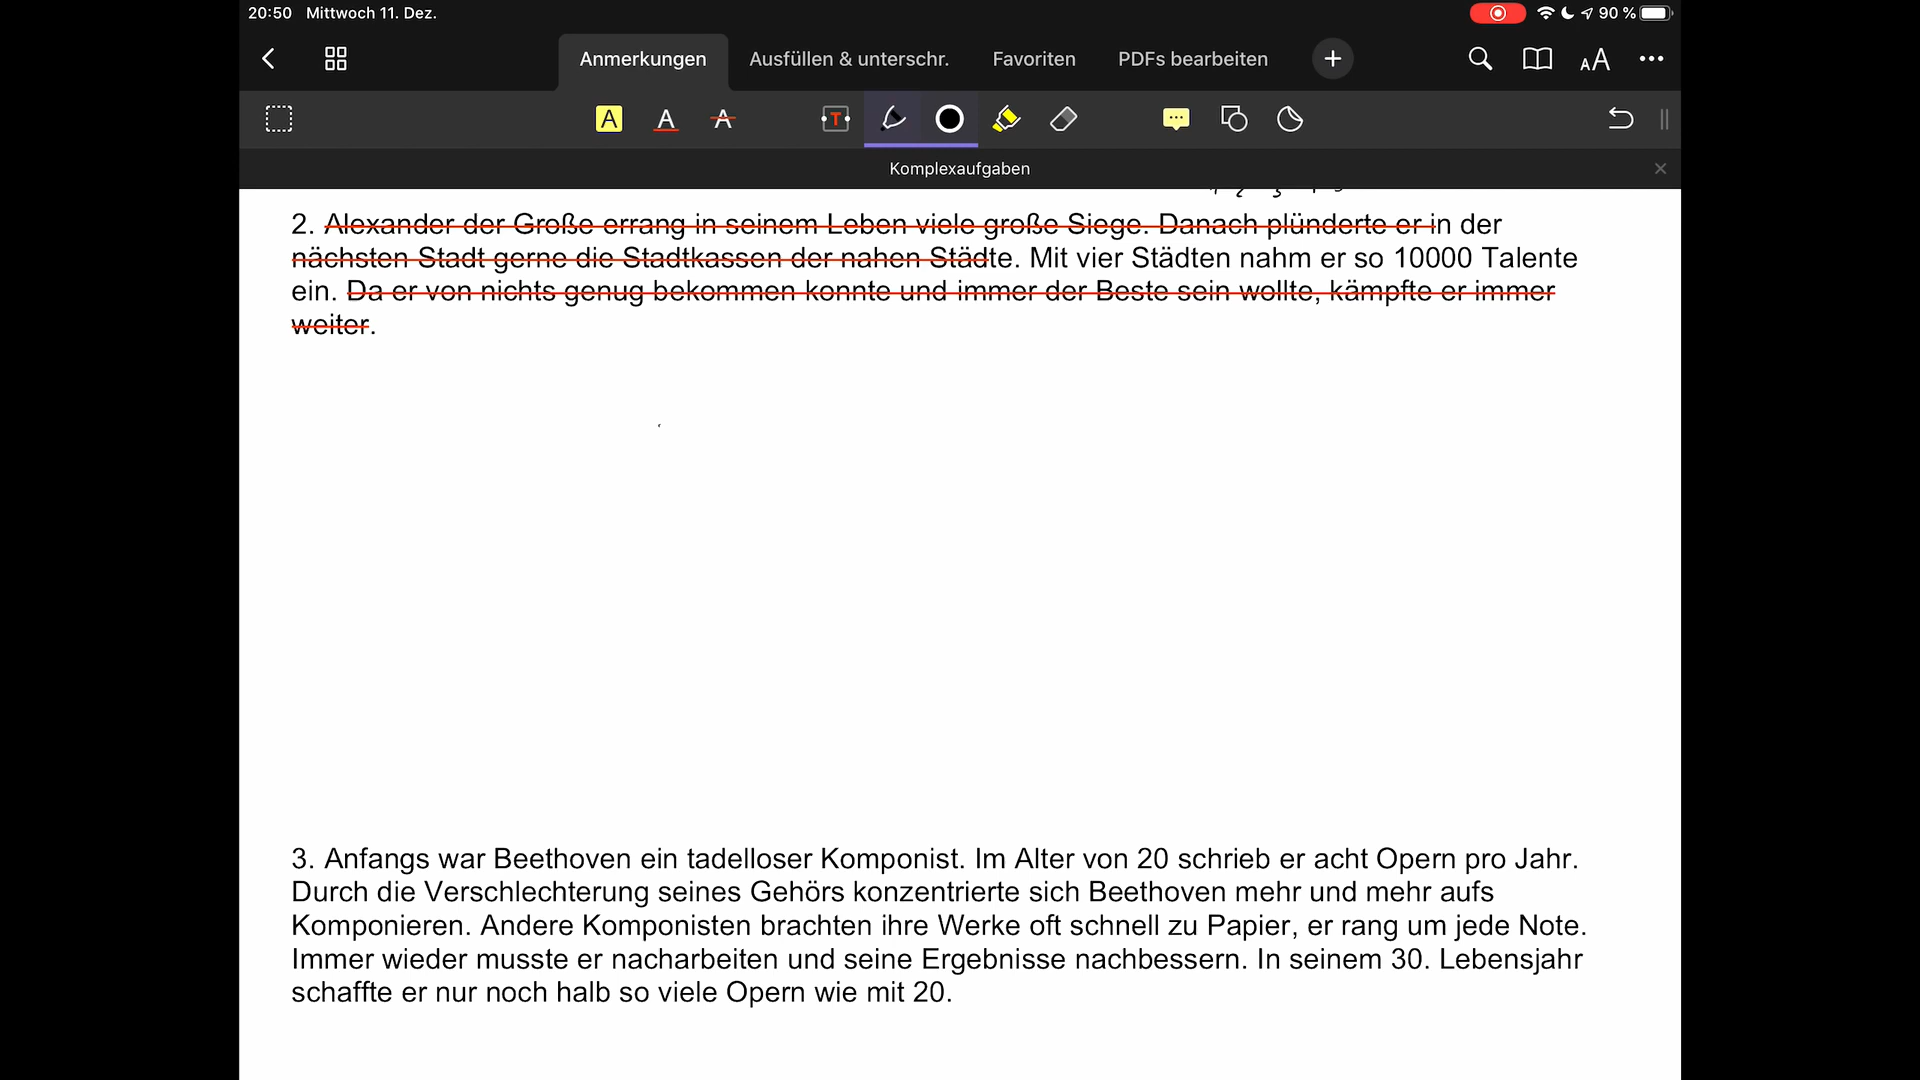 20:50 Mittwoch 11. Dez.
90 %
Anmerkungen
Ausfüllen & unterschr.
Favoriten
PDFs bearbeiten
AA
A A A T
Komplexaufgaben
2. Alexander der Große errang in seinem Leben viele große Siege. Danach plünderte er in der
nächsten Stadt gerne die Stadtkassen der nahen Städte. Mit vier Städten nahm er so 10000 Talente
ein. Da er von nichts genug bekommen konnte und immer der Beste sein wollte, kämpfte er immer
weiter.
3. Anfangs war Beethoven ein tadelloser Komponist. Im Alter von 20 schrieb er acht Opern pro Jahr.
Durch die Verschlechterung seines Gehörs konzentrierte sich Beethoven mehr und mehr aufs
Komponieren. Andere Komponisten brachten ihre Werke oft schnell zu Papier, er rang um jede Note.
Immer wieder musste er nacharbeiten und seine Ergebnisse nachbessern. In seinem 30. Lebensjahr
schaffte er nur noch halb so viele Opern wie mit 20.